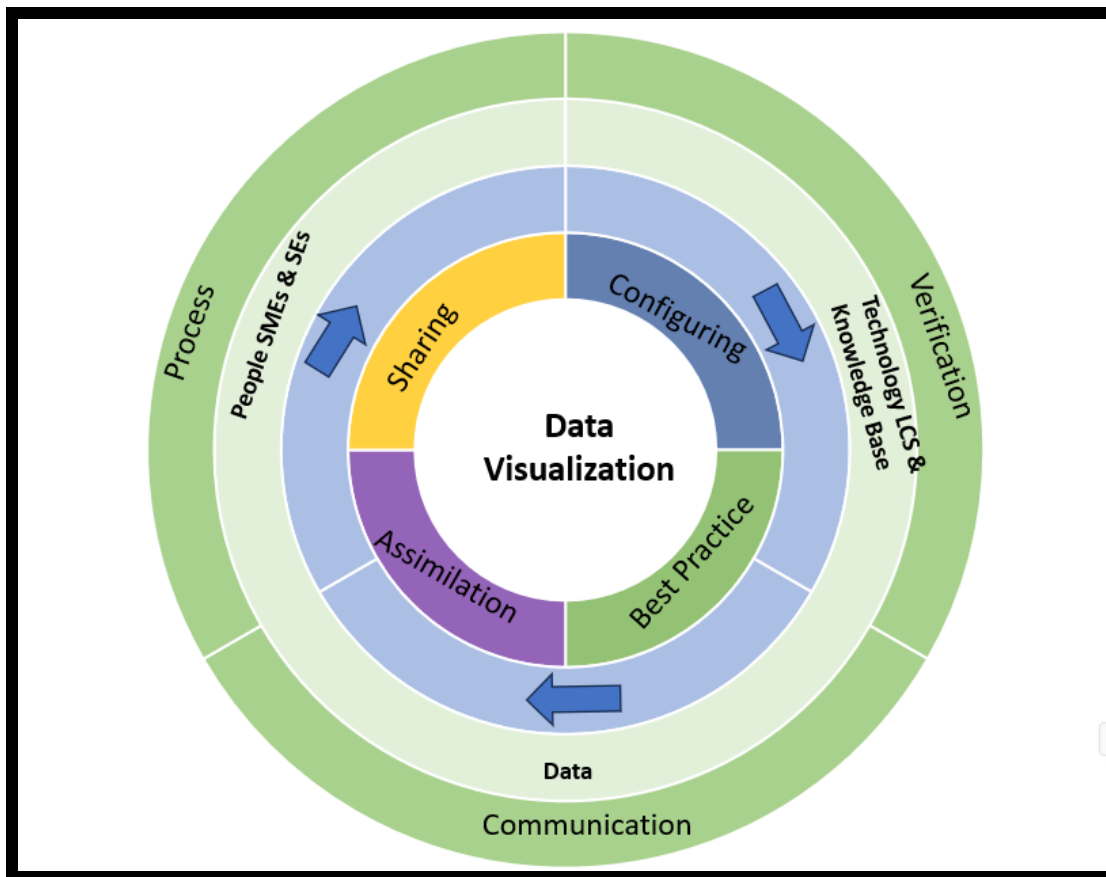 Process
People SMEs & SEs
Sharing
Configuring
Technology LCS &
Knowledge Base
Verification
Data
Visualization
Assimilation
Best Practice
Data
Communication